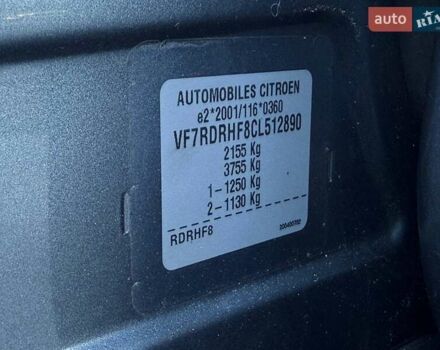 auto RIA
AUTOMOBILES CITROEN
e2*2001/116*0360
VF7RDRHF8CL512890
2155 Kg
3755 Kg
1 - 1250 Kg
2 - 1130 Kg
RDRHF8